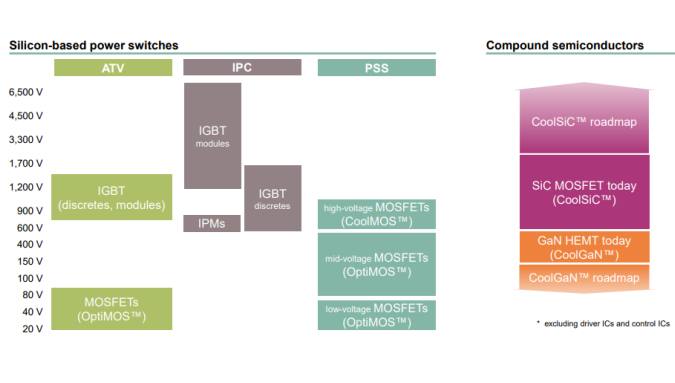 Silicon-based power switches
Compound semiconductors
ATV
IPC
PSS
6,500 V
4,500 V
3,300 V
1,700 V
1,200 V
900 V
600 V
400 V
150 V
100 V
80 V
40 V
20 V
IGBT
(discretes, modules)
MOSFETs
(OptiMOS™)
IGBT
modules
IPMs
IGBT
discretes
high-voltage MOSFETs
(CoolMOS™)
mid-voltage MOSFETs
(OptiMOS™)
low-voltage MOSFETs
(OptiMOS™)
CoolSiC™ roadmap
SiC MOSFET today
(CoolSiC™)
GaN HEMT today
(CoolGaN™)
CoolGaN™ roadmap
* excluding driver ICs and control ICs